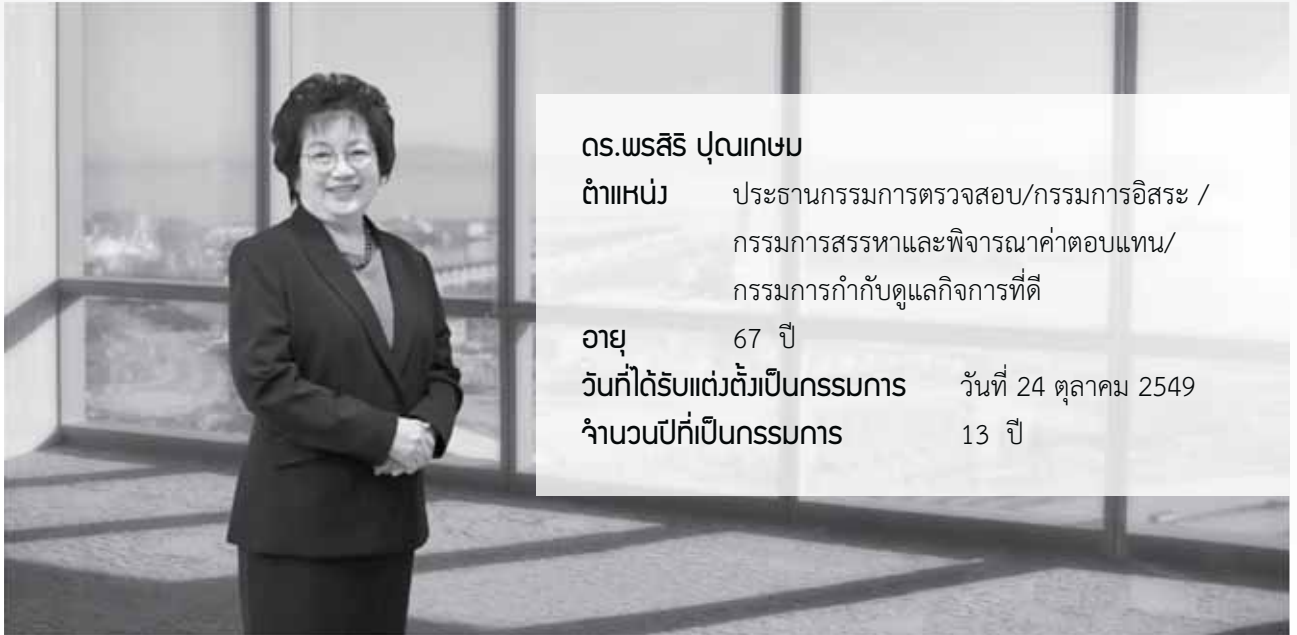 ดร.พรสิริ ปุณเกษม
ตำแหน่ง ประธานกรรมการตรวจสอบ/กรรมการอิสระ /
กรรมการสรรหาและพิจารณาค่าตอบแทน/
กรรมการกำกับดูแลกิจการที่ดี
อายุ 67 ปี
วันที่ได้รับแต่งตั้งเป็นกรรมการ วันที่ 24 ตุลาคม 2549
จำนวนปีที่เป็นกรรมการ 13 ปี